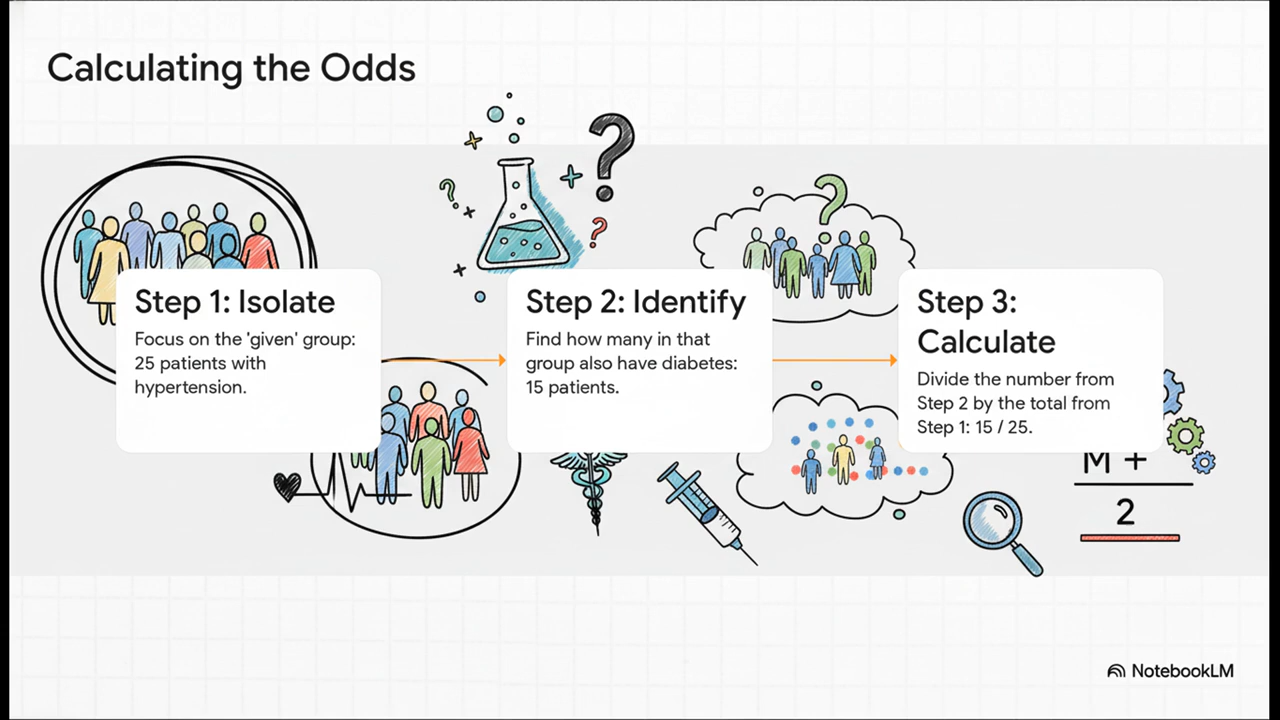 Calculating the Odds
?
?
?
?
Step 1: Isolate
Focus on the 'given' group:
25 patients with
hypertension.
Step 2: Identify
Find how many in that
group also have diabetes:
15 patients.
Step 3:
Calculate
Divide the number from
Step 2 by the total from
Step 1: 15 / 25.
M +
2
NotebookLM